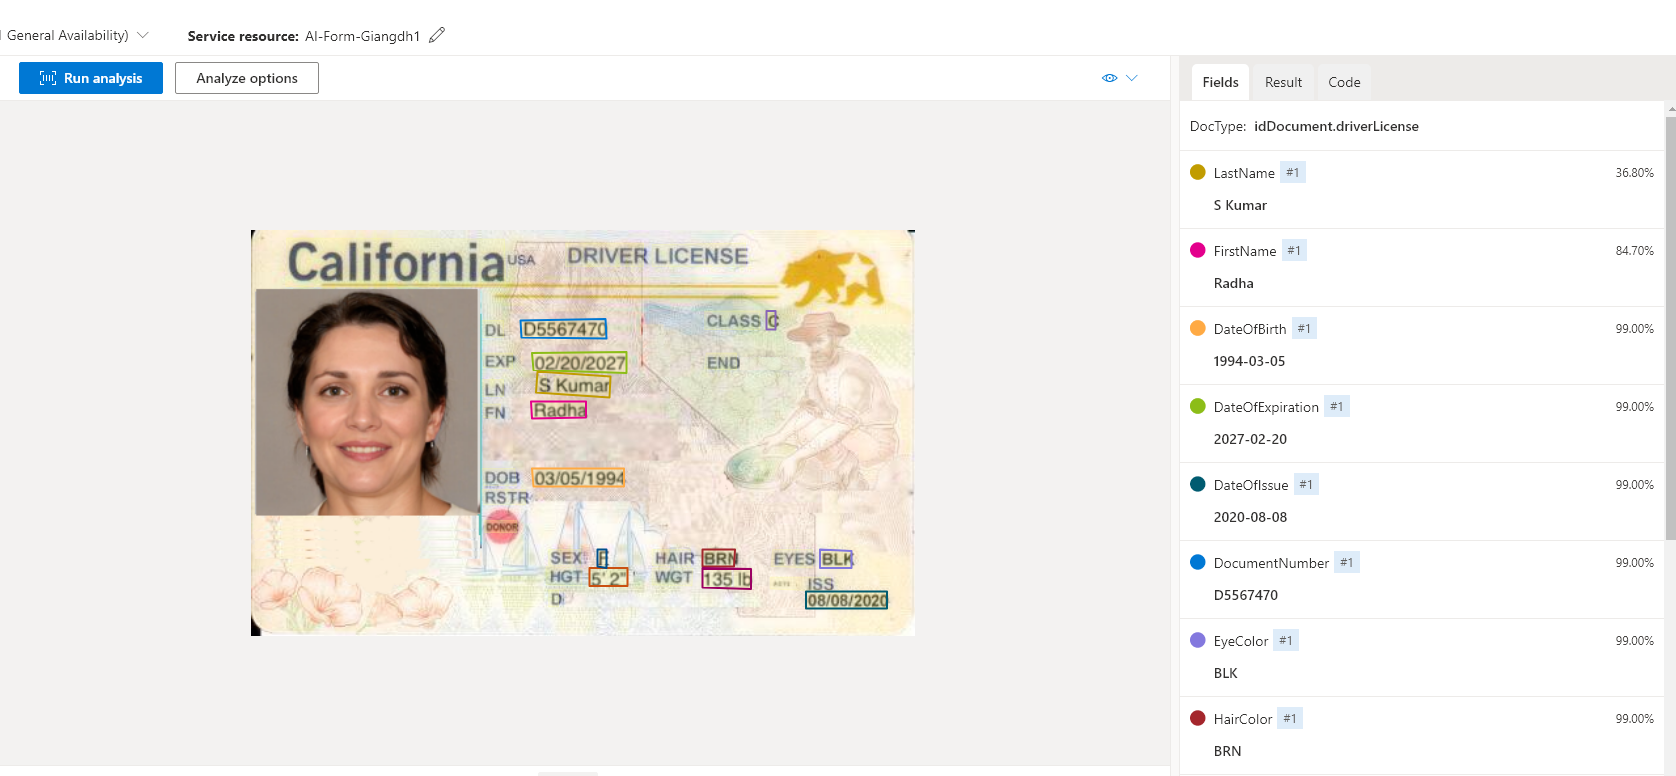 General Availability)
Service resource: AI-Form-Giangdh1
Run analysis
Analyze options
California USA DRIVER LICENSE
DL D5567470
CLASS C
EXP 02/20/2027
END
LN S Kumar
FN Radha
DOB 03/05/1994
RSTR
DONOR
SEX F HAIR BRN EYES BLK
HGT 5' 2" WGT 135 lb
ISS
D
08/08/2020
Fields
Result
Code
DocType: idDocument.driverLicense
LastName #1 36.80%
S Kumar
FirstName #1 84.70%
Radha
DateOfBirth #1 99.00%
1994-03-05
DateOfExpiration #1 99.00%
2027-02-20
DateOfIssue #1 99.00%
2020-08-08
DocumentNumber #1 99.00%
D5567470
EyeColor #1 99.00%
BLK
HairColor #1 99.00%
BRN